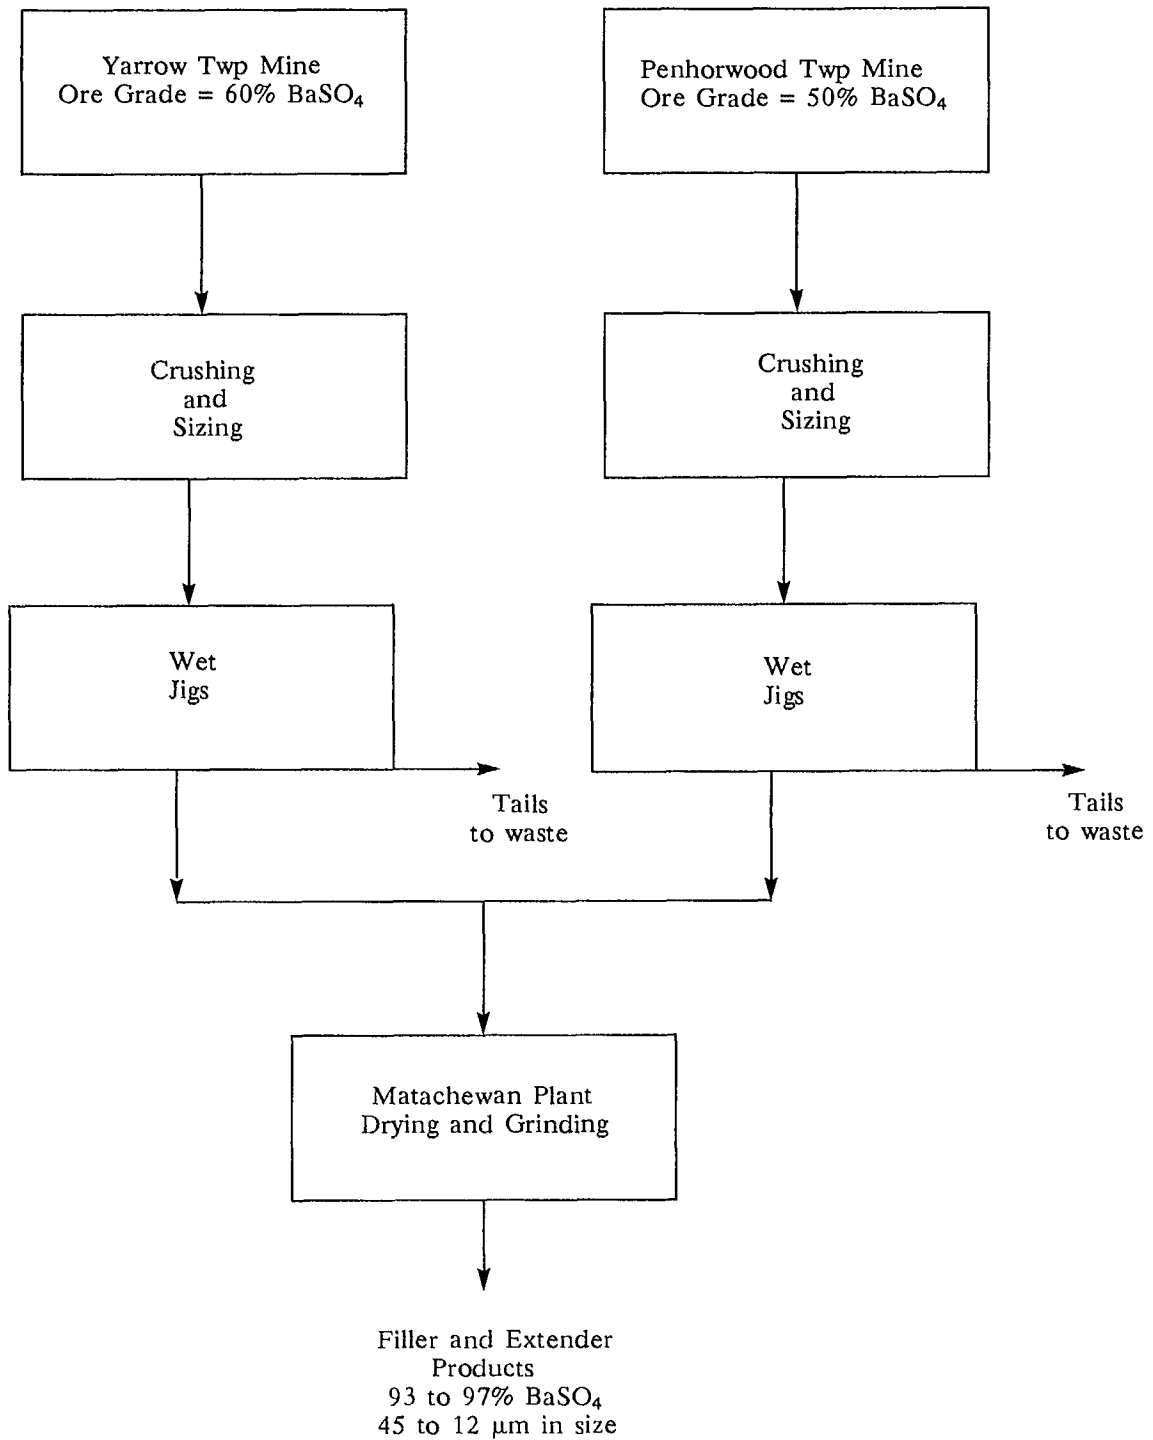 Yarrow Twp Mine
Ore Grade = 60% BaSO₄
Penhorwood Twp Mine
Ore Grade = 50% BaSO₄
Crushing
and
Sizing
Crushing
and
Sizing
Wet
Jigs
Wet
Jigs
Tails
to waste
Tails
to waste
Matachewan Plant
Drying and Grinding
Filler and Extender
Products
93 to 97% BaSO₄
45 to 12 μm in size